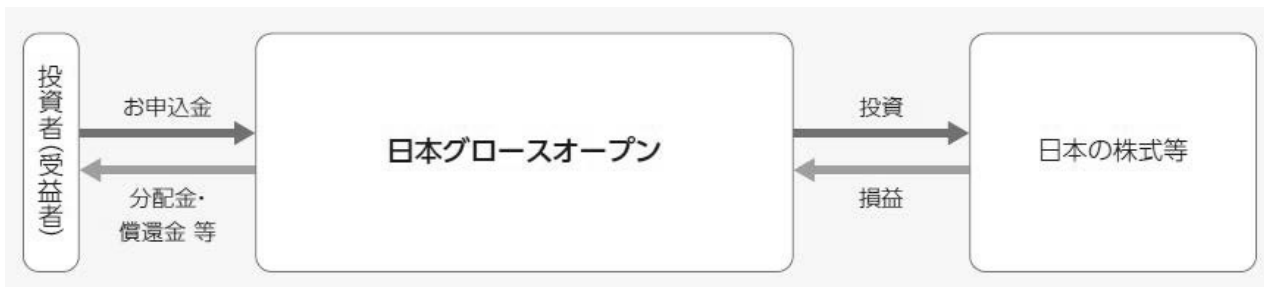 投資者(受益者)
お申込金
分配金・
償還金 等
日本グロースオープン
投資
損益
日本の株式等